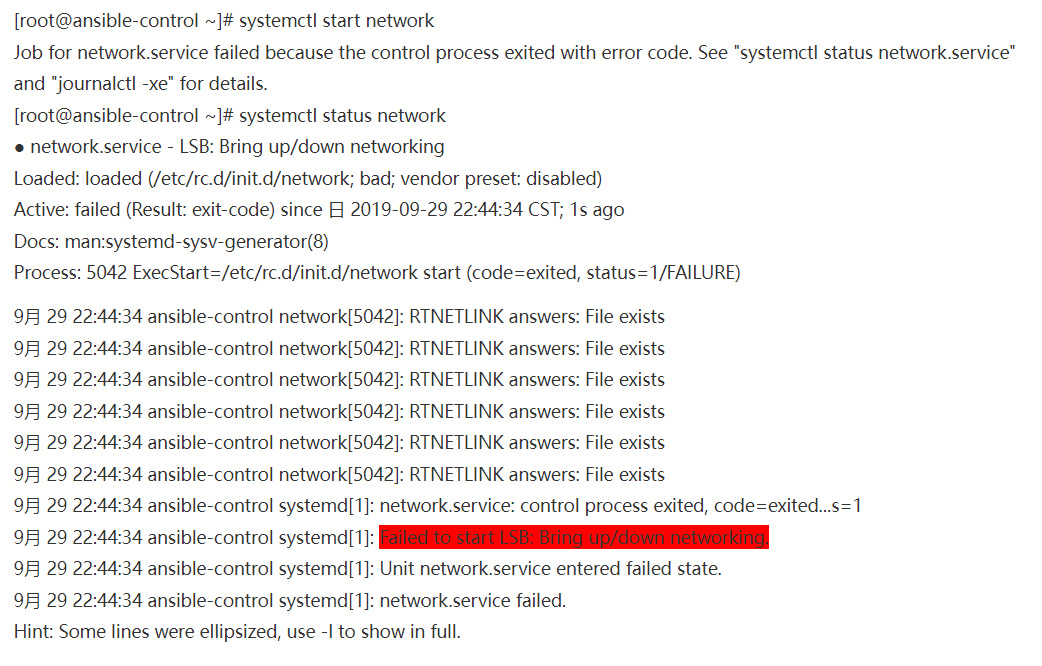 [root@ansible-control ~]# systemctl start network
Job for network.service failed because the control process exited with error code. See "systemctl status network.service"
and "journalctl -xe" for details.
[root@ansible-control ~]# systemctl status network
● network.service - LSB: Bring up/down networking
Loaded: loaded (/etc/rc.d/init.d/network; bad; vendor preset: disabled)
Active: failed (Result: exit-code) since 日 2019-09-29 22:44:34 CST; 1s ago
Docs: man:systemd-sysv-generator(8)
Process: 5042 ExecStart=/etc/rc.d/init.d/network start (code=exited, status=1/FAILURE)
9月 29 22:44:34 ansible-control network[5042]: RTNETLINK answers: File exists
9月 29 22:44:34 ansible-control network[5042]: RTNETLINK answers: File exists
9月 29 22:44:34 ansible-control network[5042]: RTNETLINK answers: File exists
9月 29 22:44:34 ansible-control network[5042]: RTNETLINK answers: File exists
9月 29 22:44:34 ansible-control network[5042]: RTNETLINK answers: File exists
9月 29 22:44:34 ansible-control network[5042]: RTNETLINK answers: File exists
9月 29 22:44:34 ansible-control systemd[1]: network.service: control process exited, code=exited...s=1
9月 29 22:44:34 ansible-control systemd[1]: Failed to start LSB: Bring up/down networking.
9月 29 22:44:34 ansible-control systemd[1]: Unit network.service entered failed state.
9月 29 22:44:34 ansible-control systemd[1]: network.service failed.
Hint: Some lines were ellipsized, use -l to show in full.